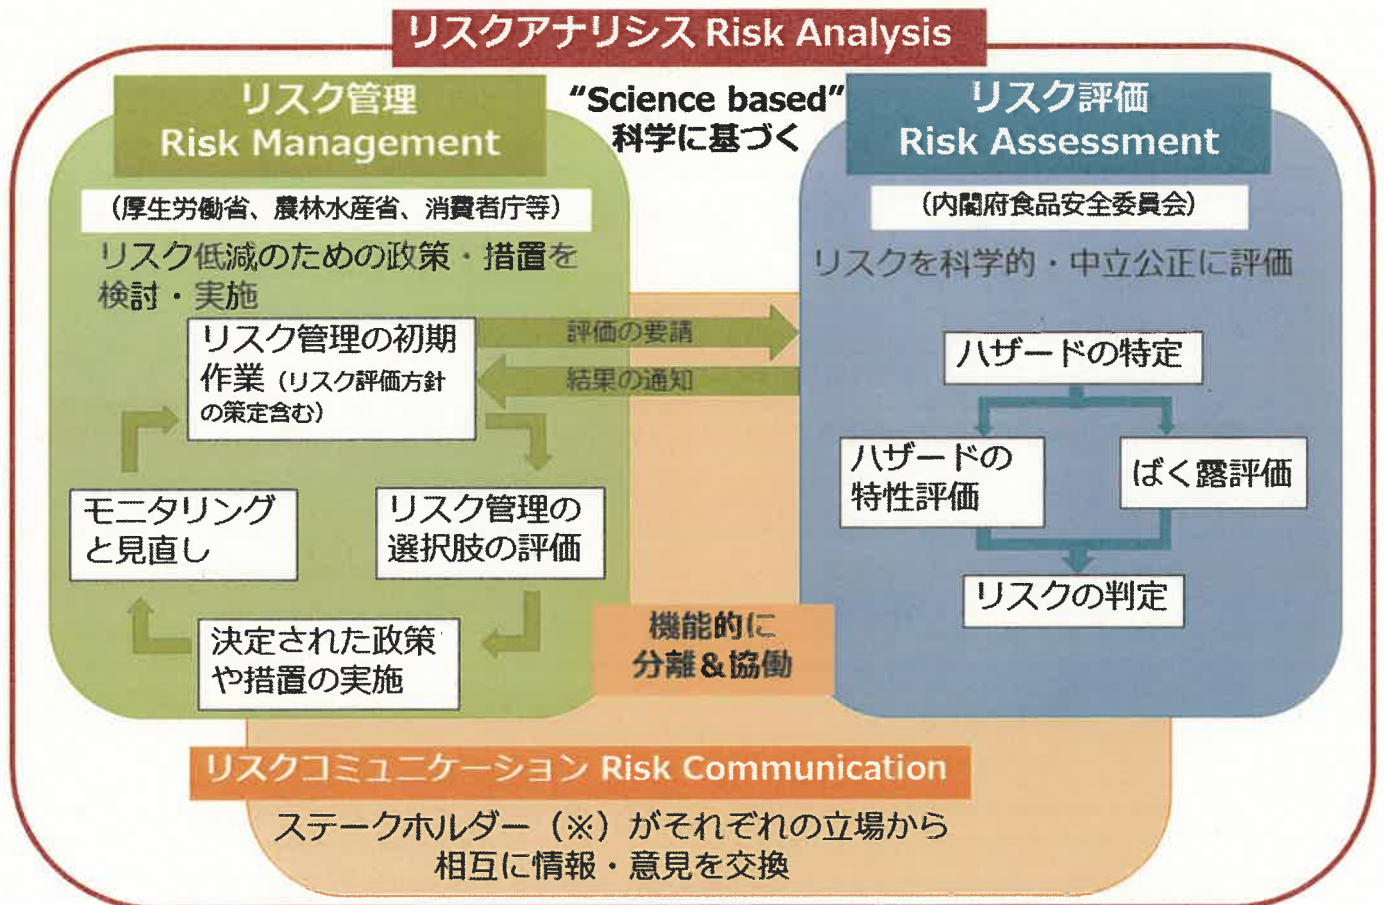 リスクアナリシス Risk Analysis
リスク管理
Risk Management
"Science based"
科学に基づく
リスク評価
Risk Assessment
（厚生労働省、農林水産省、消費者庁等）
リスク低減のための政策・措置を
検討・実施
（内閣府食品安全委員会）
リスクを科学的・中立公正に評価
リスク管理の初期
作業（リスク評価方針
の策定含む）
評価の要請
結果の通知
リスク管理の
選択肢の評価
決定された政策
や措置の実施
モニタリング
と見直し
ハザードの特定
ハザードの
特性評価
ばく露評価
リスクの判定
機能的に
分離＆協働
リスクコミュニケーション Risk Communication
ステークホルダー（※）がそれぞれの立場から
相互に情報・意見を交換